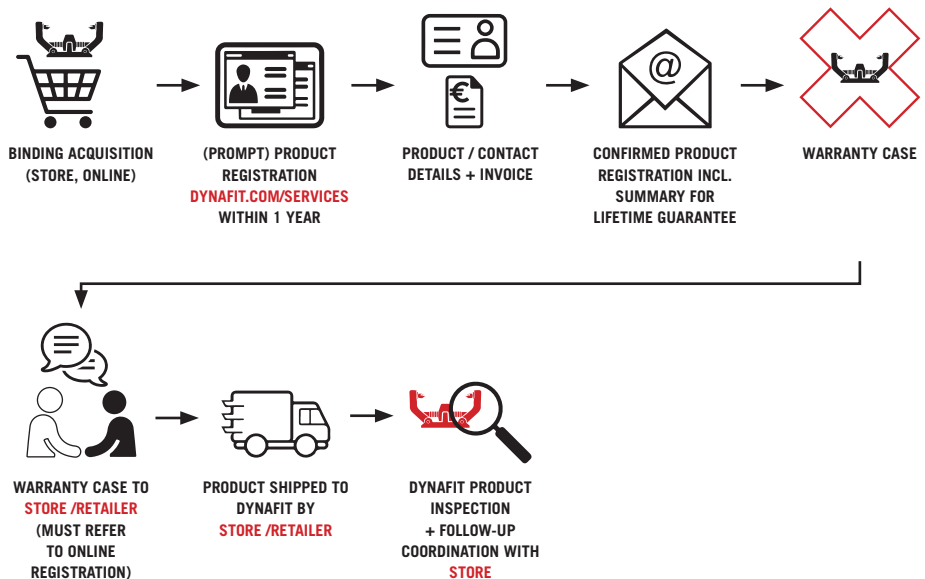 BINDING ACQUISITION
(STORE, ONLINE)
(PROMPT) PRODUCT
REGISTRATION
DYNAFIT.COM/SERVICES
WITHIN 1 YEAR
€
PRODUCT / CONTACT
DETAILS + INVOICE
@
CONFIRMED PRODUCT
REGISTRATION INCL.
SUMMARY FOR
LIFETIME GUARANTEE
WARRANTY CASE
WARRANTY CASE TO
STORE /RETAILER
(MUST REFER
TO ONLINE
REGISTRATION)
PRODUCT SHIPPED TO
DYNAFIT BY
STORE /RETAILER
DYNAFIT PRODUCT
INSPECTION
+ FOLLOW-UP
COORDINATION WITH
STORE